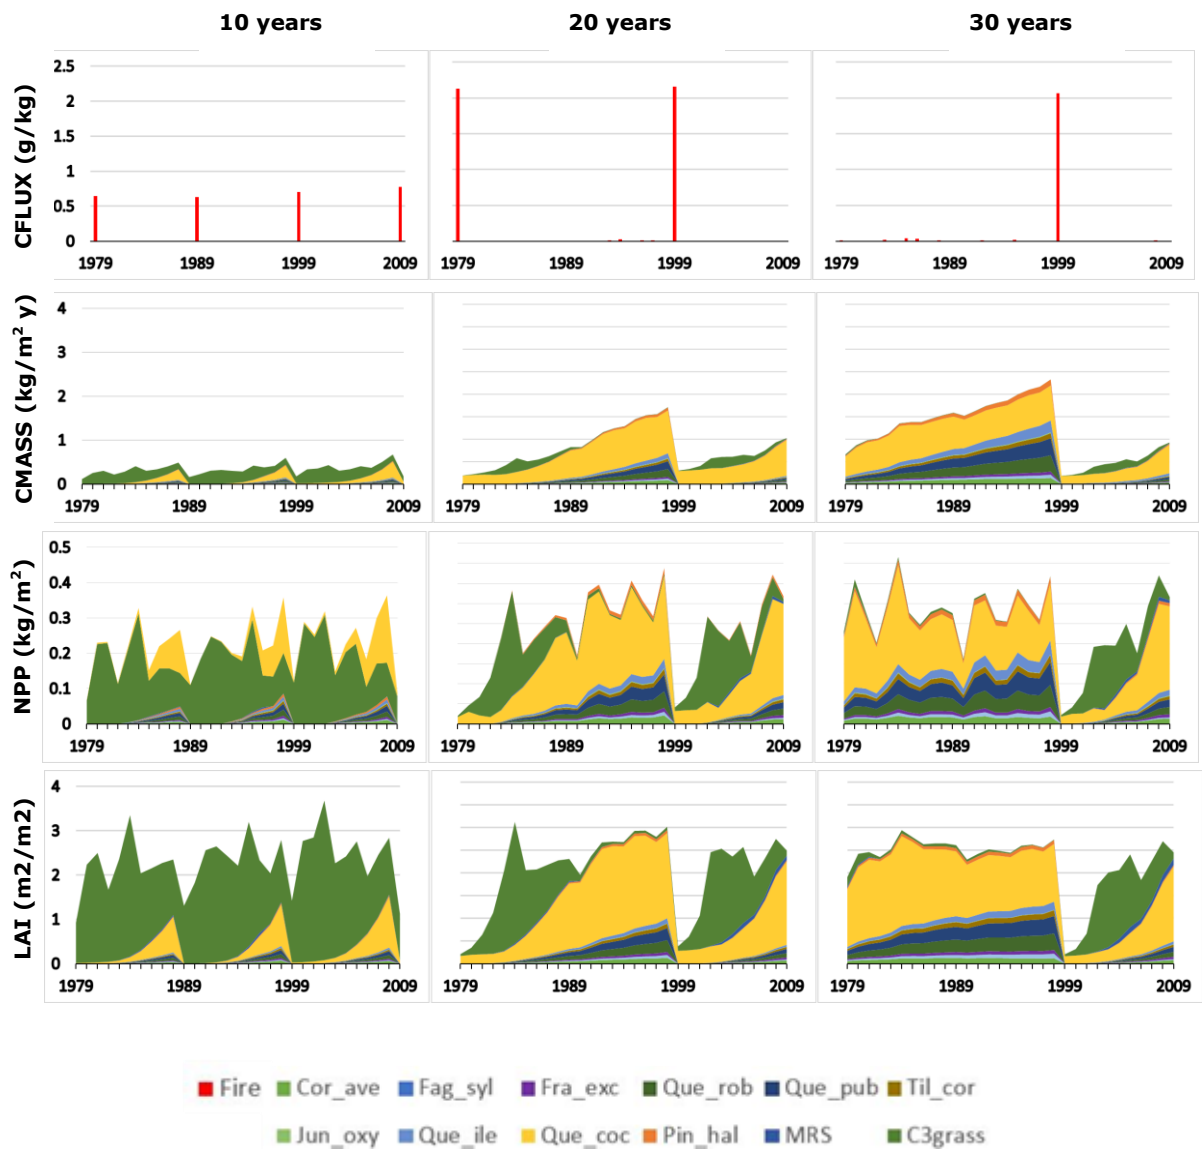 10 years 20 years 30 years
CFLUX (g/kg)
2.5
2
1.5
1
0.5
0
1979 1989 1999 2009 1979 1989 1999 2009 1979 1989 1999 2009
CMASS (kg/m² y)
4
3
2
1
0
1979 1989 1999 2009 1979 1989 1999 2009 1979 1989 1999 2009
NPP (kg/m²)
0.5
0.4
0.3
0.2
0.1
0
1979 1989 1999 2009 1979 1989 1999 2009 1979 1989 1999 2009
LAI (m2/m2)
4
3
2
1
0
1979 1989 1999 2009 1979 1989 1999 2009 1979 1989 1999 2009
Fire Cor_ave Fag_syl Fra_exc Que_rob Que_pub Til_cor
Jun_oxy Que_ile Que_coc Pin_hal MRS C3grass